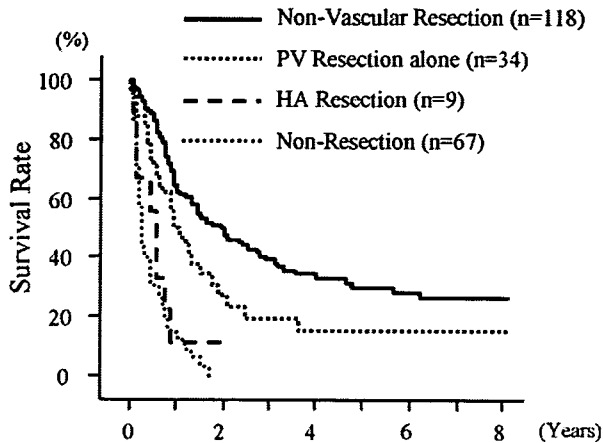 Non-Vascular Resection (n=118)
PV Resection alone (n=34)
HA Resection (n=9)
Non-Resection (n=67)
(%)
100
80
60
40
20
0
Survival Rate
0 2 4 6 8 (Years)